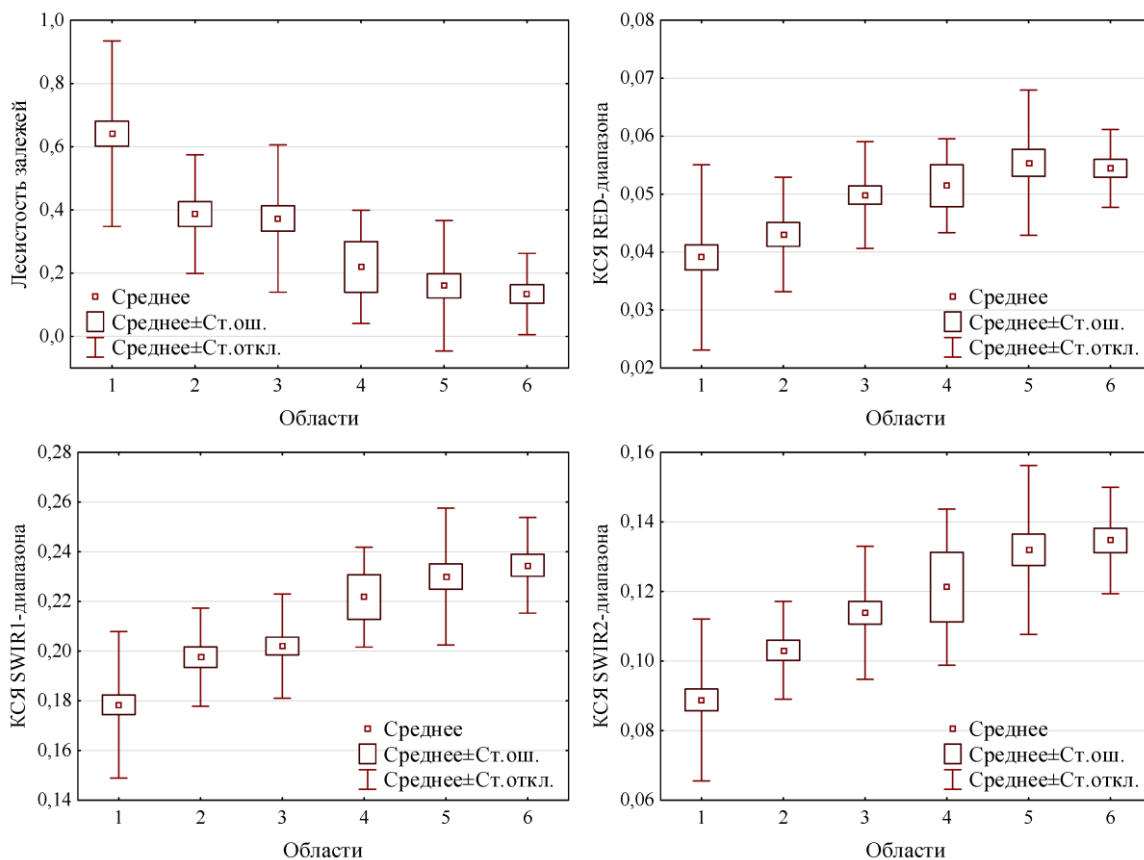 1,0
0,8
0,6
0,4
0,2
0,0
Лесистость залежей
Среднее
Среднее±Ст.ош.
Среднее±Ст.откл.
1 2 3 4 5 6
Области
0,08
0,07
0,06
0,05
0,04
0,03
0,02
КСЯ RED-диапазона
Среднее
Среднее±Ст.ош.
Среднее±Ст.откл.
1 2 3 4 5 6
Области
0,28
0,26
0,24
0,22
0,20
0,18
0,16
0,14
КСЯ SWIR1-диапазона
Среднее
Среднее±Ст.ош.
Среднее±Ст.откл.
1 2 3 4 5 6
Области
0,16
0,14
0,12
0,10
0,08
0,06
КСЯ SWIR2-диапазона
Среднее
Среднее±Ст.ош.
Среднее±Ст.откл.
1 2 3 4 5 6
Области